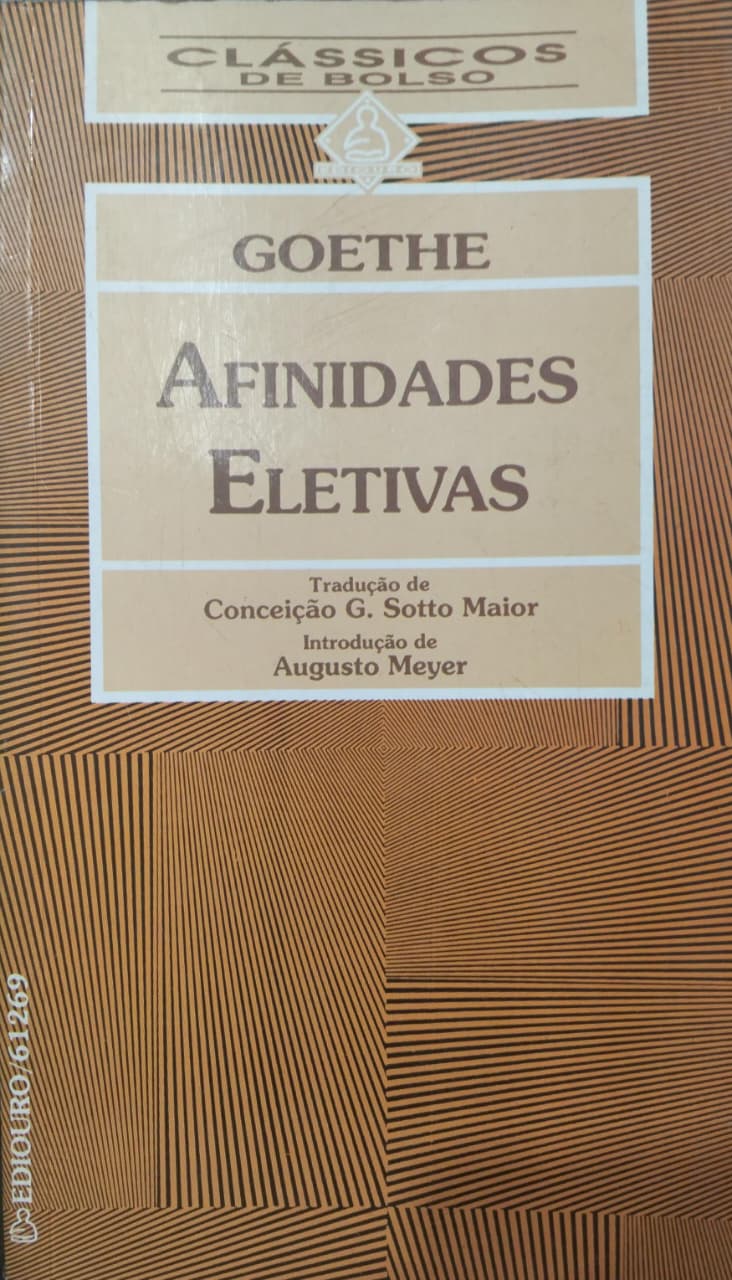 CLÁSSICOS
DE BOLSO
GOETHE
AFINIDADES
ELETIVAS
Tradução de
Conceição G. Sotto Maior
Introdução de
Augusto Meyer
EDIOURO/61269